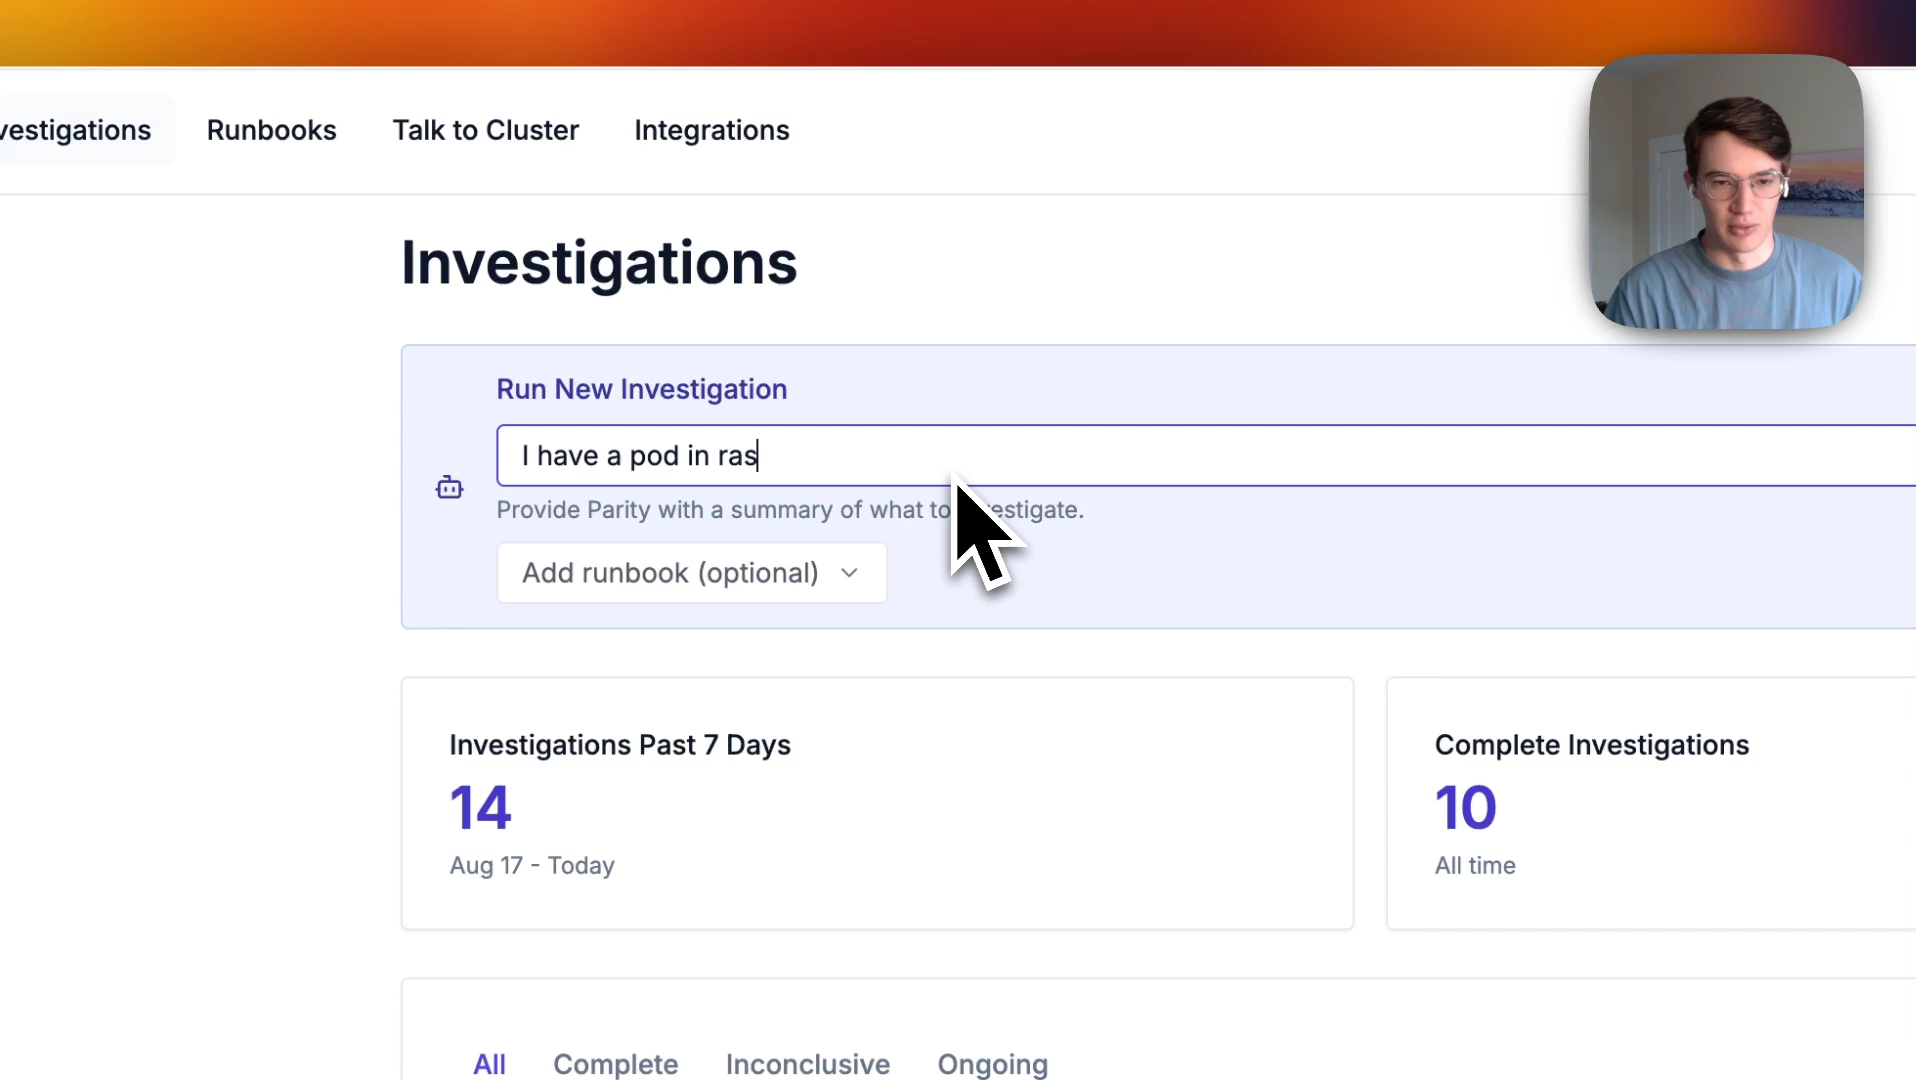 vestigations Runbooks Talk to Cluster Integrations
Investigations
Run New Investigation
I have a pod in ras
Provide Parity with a summary of what to estigate.
Add runbook (optional)
Investigations Past 7 Days
14
Aug 17 - Today
Complete Investigations
10
All time
All Complete Inconclusive Ongoing